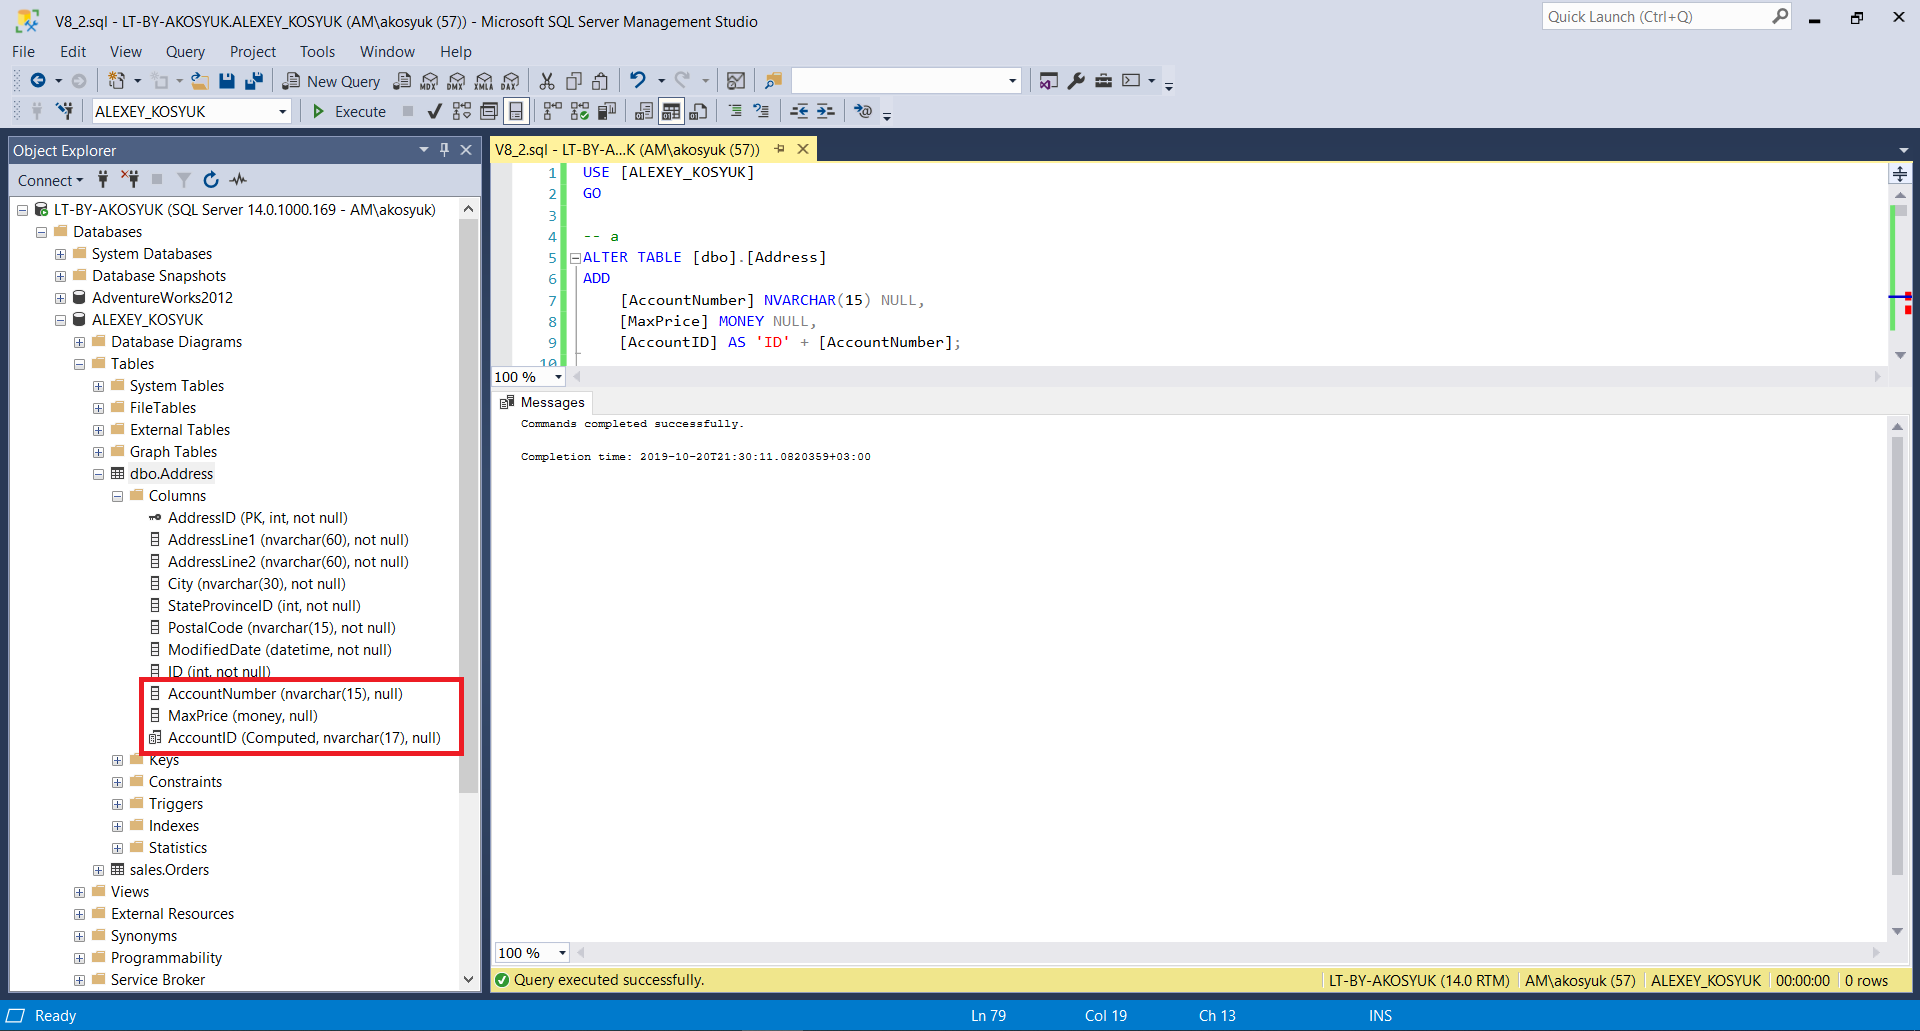 V8_2.sql - LT-BY-AKOSYUK.ALEXEY_KOSYUK (AM\akosyuk (57)) - Microsoft SQL Server Management Studio
Quick Launch (Ctrl+Q)
File Edit View Query Project Tools Window Help
New Query MDX DMX XMLA DAX
ALEXEY_KOSYUK Execute
Object Explorer
Connect
LT-BY-AKOSYUK (SQL Server 14.0.1000.169 - AM\akosyuk)
Databases
System Databases
Database Snapshots
AdventureWorks2012
ALEXEY_KOSYUK
Database Diagrams
Tables
System Tables
FileTables
External Tables
Graph Tables
dbo.Address
Columns
AddressID (PK, int, not null)
AddressLine1 (nvarchar(60), not null)
AddressLine2 (nvarchar(60), not null)
City (nvarchar(30), not null)
StateProvinceID (int, not null)
PostalCode (nvarchar(15), not null)
ModifiedDate (datetime, not null)
ID (int, not null)
AccountNumber (nvarchar(15), null)
MaxPrice (money, null)
AccountID (Computed, nvarchar(17), null)
Keys
Constraints
Triggers
Indexes
Statistics
sales.Orders
Views
External Resources
Synonyms
Programmability
Service Broker
V8_2.sql - LT-BY-A...K (AM\akosyuk (57))
1 USE [ALEXEY_KOSYUK]
2 GO
3
4 -- a
5 ALTER TABLE [dbo].[Address]
6 ADD
7 [AccountNumber] NVARCHAR(15) NULL,
8 [MaxPrice] MONEY NULL,
9 [AccountID] AS 'ID' + [AccountNumber];
10
100 %
Messages
Commands completed successfully.
Completion time: 2019-10-20T21:30:11.0820359+03:00
100 %
Query executed successfully.
LT-BY-AKOSYUK (14.0 RTM) AM\akosyuk (57) ALEXEY_KOSYUK 00:00:00 0 rows
Ready Ln 79 Col 19 Ch 13 INS